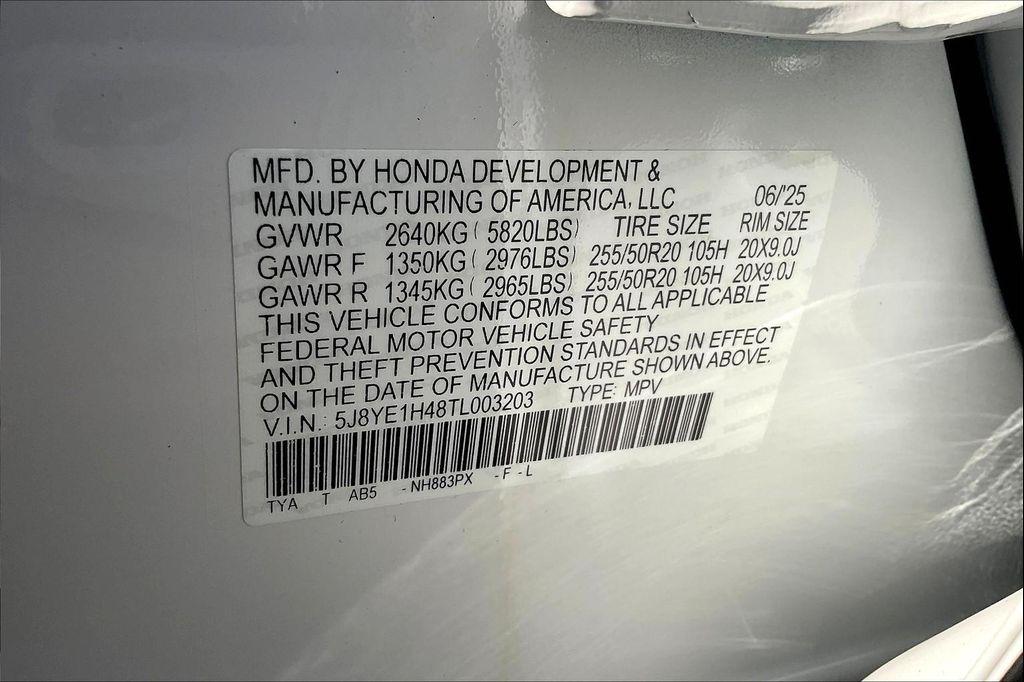 MFD. BY HONDA DEVELOPMENT &
MANUFACTURING OF AMERICA, LLC 06/25
GVWR 2640KG ( 5820LBS) TIRE SIZE RIM SIZE
GAWR F 1350KG ( 2976LBS) 255/50R20 105H 20X9.0J
GAWR R 1345KG ( 2965LBS) 255/50R20 105H 20X9.0J
THIS VEHICLE CONFORMS TO ALL APPLICABLE
FEDERAL MOTOR VEHICLE SAFETY
AND THEFT PREVENTION STANDARDS IN EFFECT
ON THE DATE OF MANUFACTURE SHOWN ABOVE.
V.I.N.: 5J8YE1H48TL003203 TYPE: MPV
TYA T AB5 - NH883PX - F - L